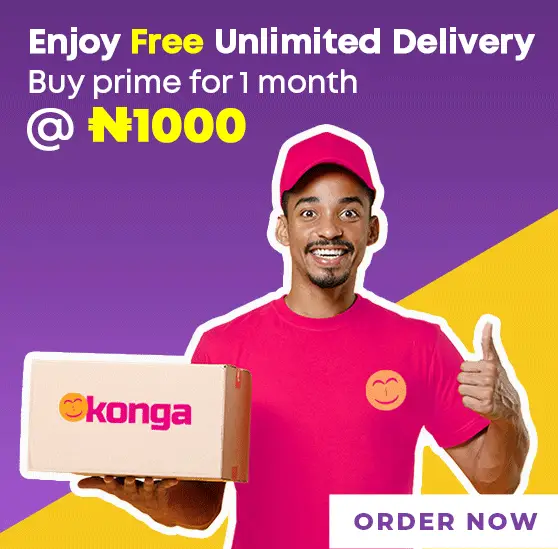 Enjoy Free Unlimited Delivery
Buy prime for 1 month
@ ₦1000
konga
ORDER NOW